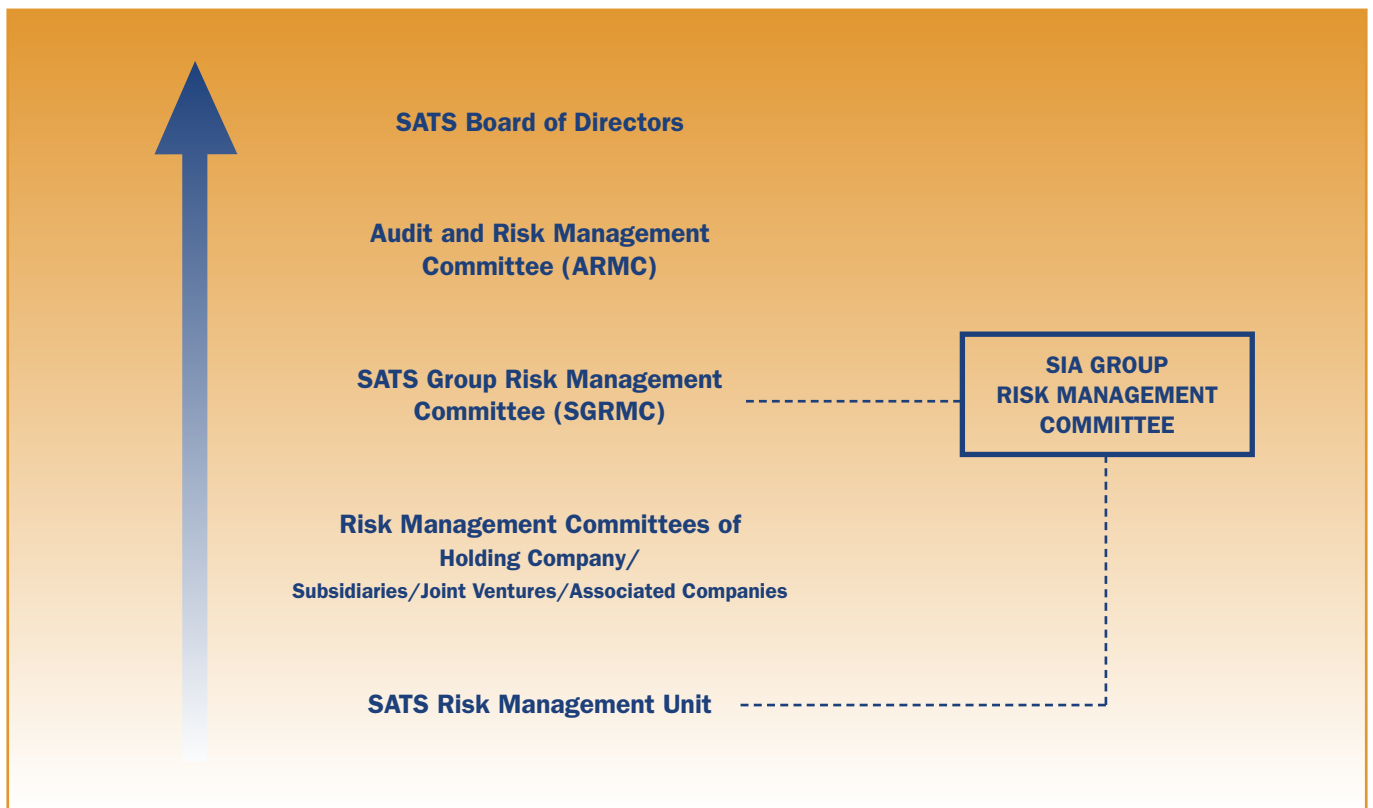 SATS Board of Directors
Audit and Risk Management
Committee (ARMC)
SATS Group Risk Management
Committee (SGRMC)
SIA GROUP
RISK MANAGEMENT
COMMITTEE
Risk Management Committees of
Holding Company/
Subsidiaries/Joint Ventures/Associated Companies
SATS Risk Management Unit